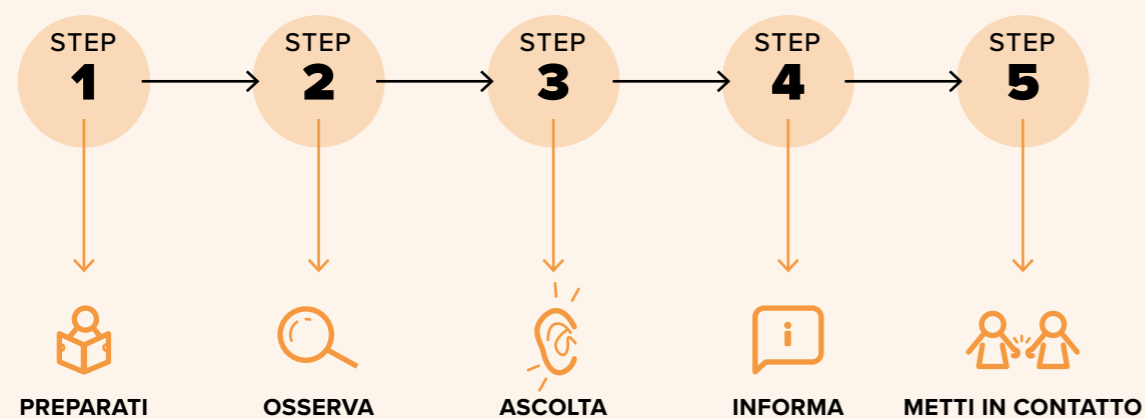 STEP
1
STEP
2
STEP
3
STEP
4
STEP
5
i
PREPARATI
OSSERVA
ASCOLTA
INFORMA
METTI IN CONTATTO